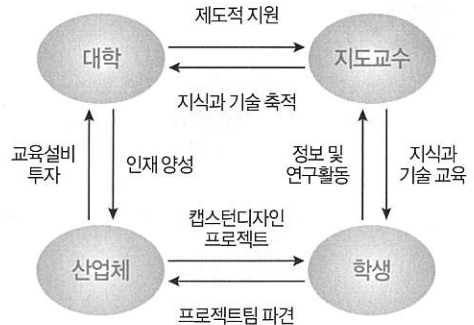 제도적 지원
대학
지도교수
지식과 기술 축적
교육설비
투자
인재 양성
정보 및
연구활동
지식과
기술 교육
캡스턴디자인
프로젝트
산업체
학생
프로젝트팀 파견